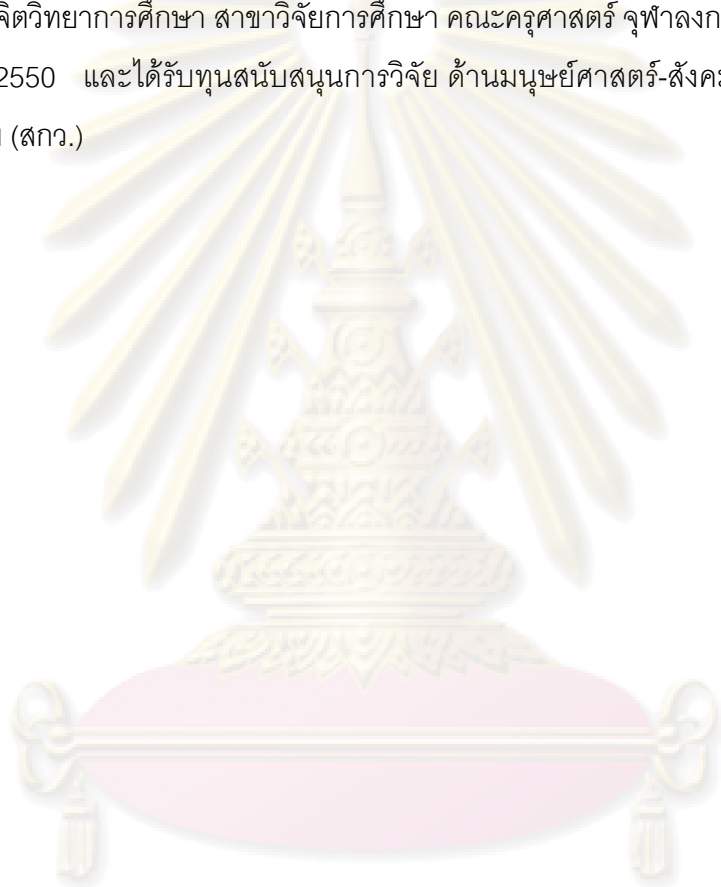 จิตวิทยาการศึกษา สาขาวิจัยการศึกษา คณะครุศาสตร์ จุฬาลงก
2550 และได้รับทุนสนับสนุนการวิจัย ด้านมนุษย์ศาสตร์-สังคม
(สกว.)